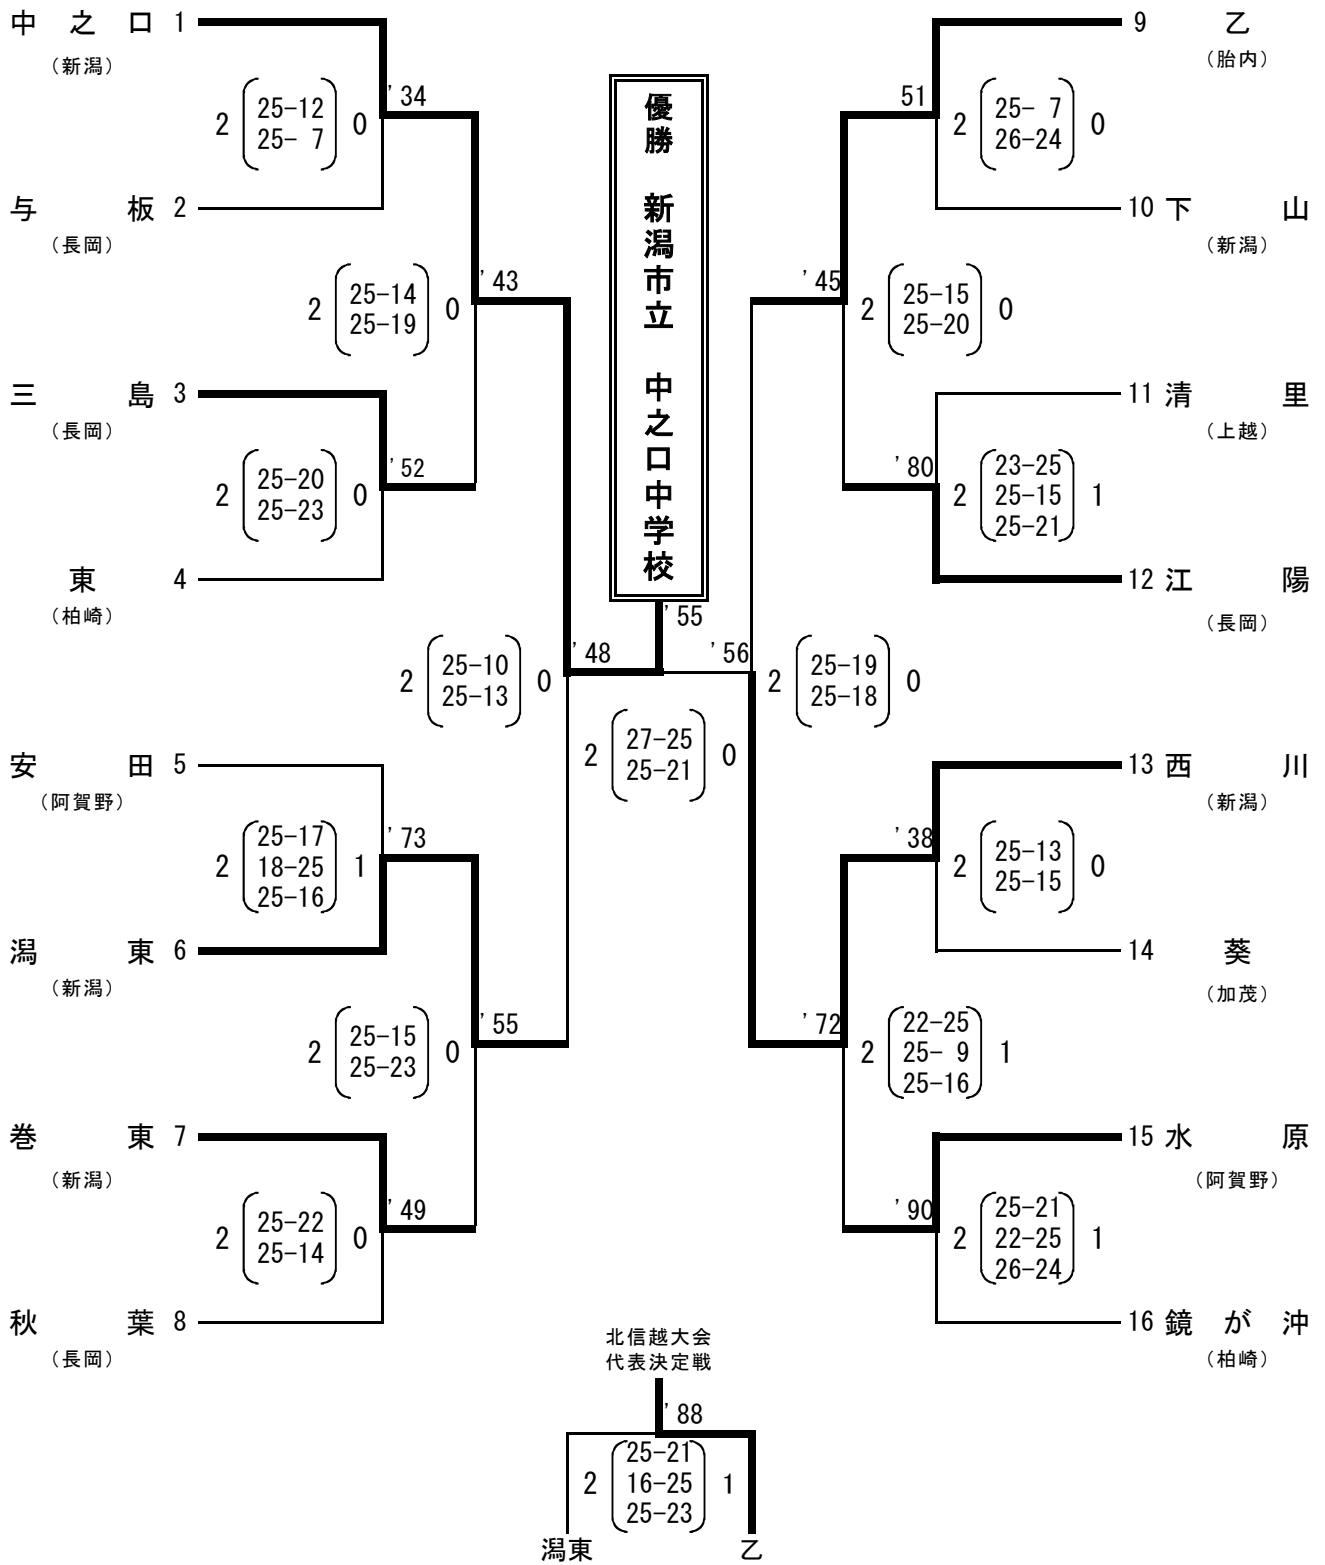 中之口 1
（新潟）
'34
2 25-12 0
25- 7
与板 2
（長岡）
'43
2 25-14 0
25-19
三島 3
（長岡）
'52
2 25-20 0
25-23
東 4
（柏崎）
'48
2 25-10 0
25-13
安田 5
（阿賀野）
'73
2 25-17 1
18-25
25-16
潟東 6
（新潟）
'55
2 25-15 0
25-23
巻東 7
（新潟）
'49
2 25-22 0
25-14
秋葉 8
（長岡）
優勝 新潟市立 中之口中学校
'55
2 27-25 0
25-21
9 乙
（胎内）
51
2 25- 7 0
26-24
10 下山
（新潟）
'45
2 25-15 0
25-20
11 清里
（上越）
'80
2 23-25 1
25-15
25-21
12 江陽
（長岡）
'56
2 25-19 0
25-18
13 西川
（新潟）
'38
2 25-13 0
25-15
14 葵
（加茂）
'72
2 22-25 1
25- 9
25-16
15 水原
（阿賀野）
'90
2 25-21 1
22-25
26-24
16 鏡が沖
（柏崎）
北信越大会
代表決定戦
'88
2 25-21 1
16-25
25-23
潟東 乙